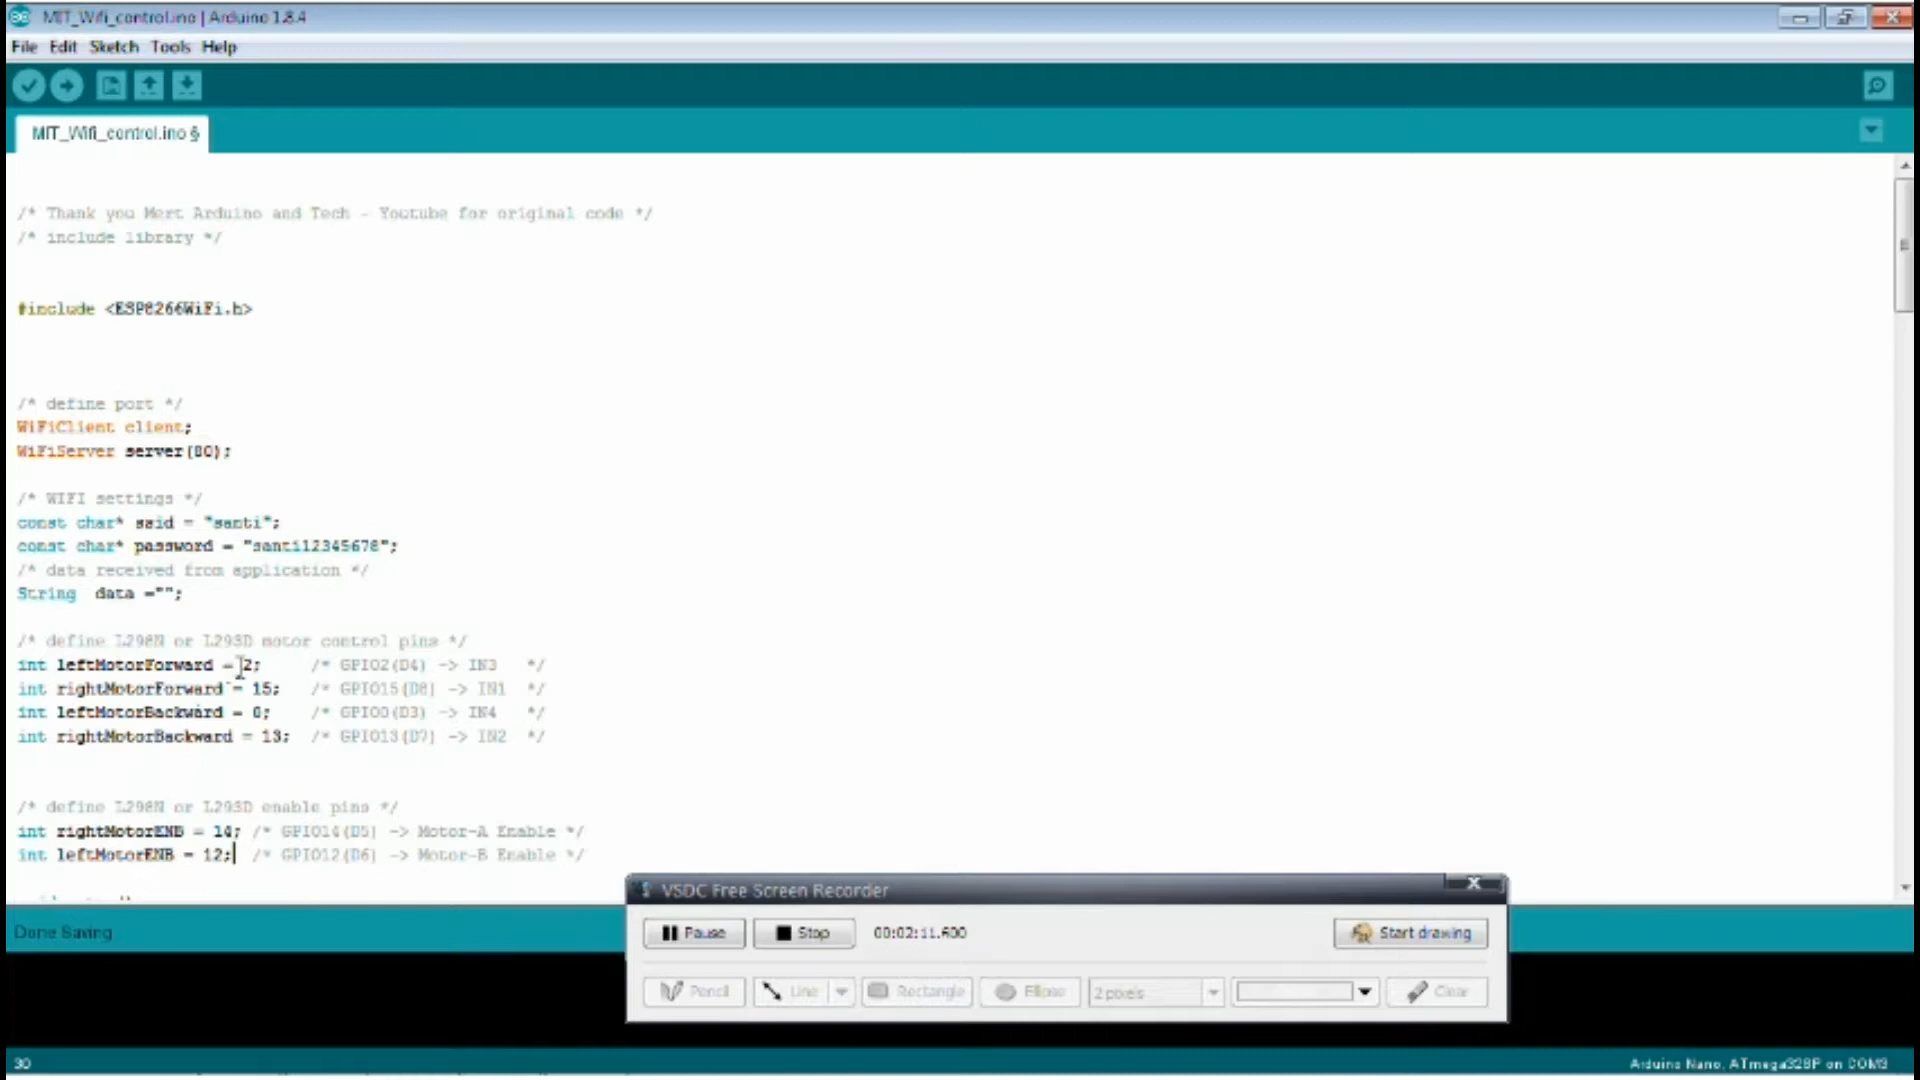 MIT_Wifi_control.ino | Arduino 1.8.4
File Edit Sketch Tools Help
MIT_Wifi_control.ino §
/* Thank you Mert Arduino and Tech - Youtube for original code */
/* include library */
#include <ESP8266WiFi.h>
/* define port */
WiFiClient client;
WiFiServer server(80);
/* WIFI settings */
const char* ssid = "santi";
const char* password = "santi12345678";
/* data received from application */
String data ="";
/* define L298N or L293D motor control pins */
int leftMotorForward = 2; /* GPIO2(D4) -> IN3 */
int rightMotorForward = 15; /* GPIO15(D8) -> IN1 */
int leftMotorBackward = 0; /* GPIO0(D3) -> IN4 */
int rightMotorBackward = 13; /* GPIO13(D7) -> IN2 */
/* define L298N or L293D enable pins */
int rightMotorENB = 14; /* GPIO14(D5) -> Motor-A Enable */
int leftMotorENB = 12; /* GPIO12(D6) -> Motor-B Enable */
VSDC Free Screen Recorder
Done Saving
Pause Stop 00:02:11.600 Start drawing
Pencil Line Rectangle Ellipse 2 pixels Clear
30
Arduino Nano, ATmega328P on COM3